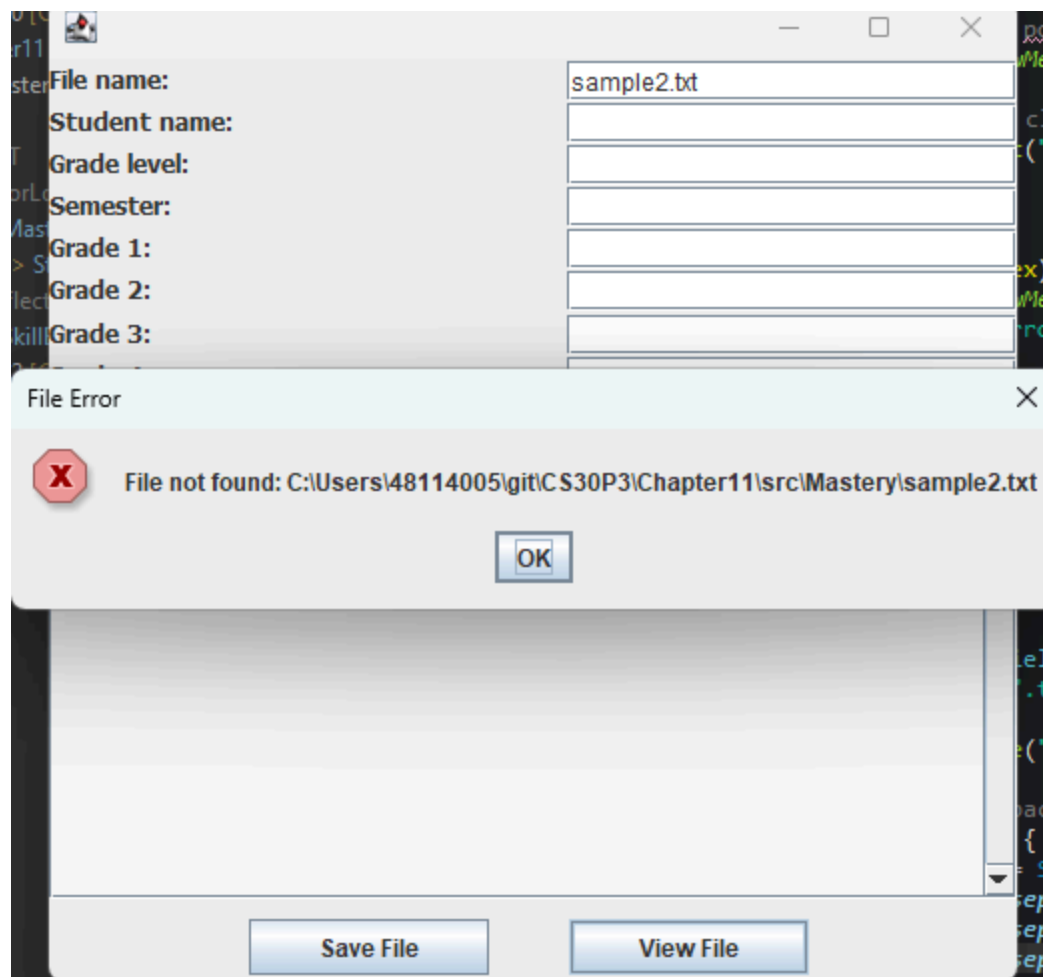 File name:
sample2.txt
Student name:
Grade level:
Semester:
Grade 1:
Grade 2:
Grade 3:
File Error
File not found: C:\Users\48114005\git\CS30P3\Chapter11\src\Mastery\sample2.txt
OK
Save File
View File